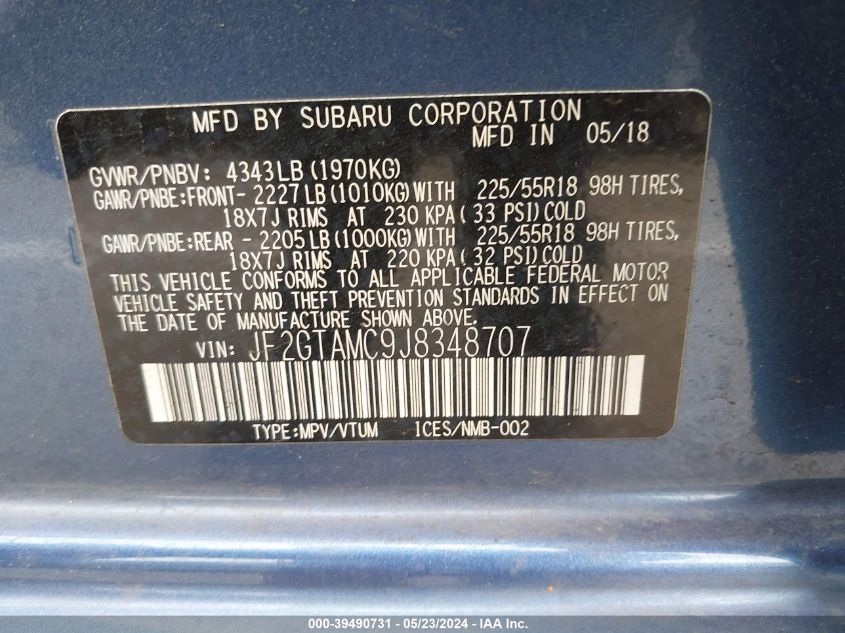 MFD BY SUBARU CORPORATION
MFD IN 05/18
GVWR/PNBV: 4343LB(1970KG)
GAWR/PNBE:FRONT- 2227LB(1010KG)WITH 225/55R18 98H TIRES,
18X7J RIMS AT 230 KPA( 33 PSI)COLD
GAWR/PNBE:REAR - 2205LB(1000KG)WITH 225/55R18 98H TIRES,
18X7J RIMS AT 220 KPA( 32 PSI)COLD
THIS VEHICLE CONFORMS TO ALL APPLICABLE FEDERAL MOTOR
VEHICLE SAFETY AND THEFT PREVENTION STANDARDS IN EFFECT ON
THE DATE OF MANUFACTURE SHOWN ABOVE.
VIN: JF2GTAMC9J8348707
TYPE:MPV/VTUM ICES/NMB-002
000-39490731 - 05/23/2024 - IAA Inc.